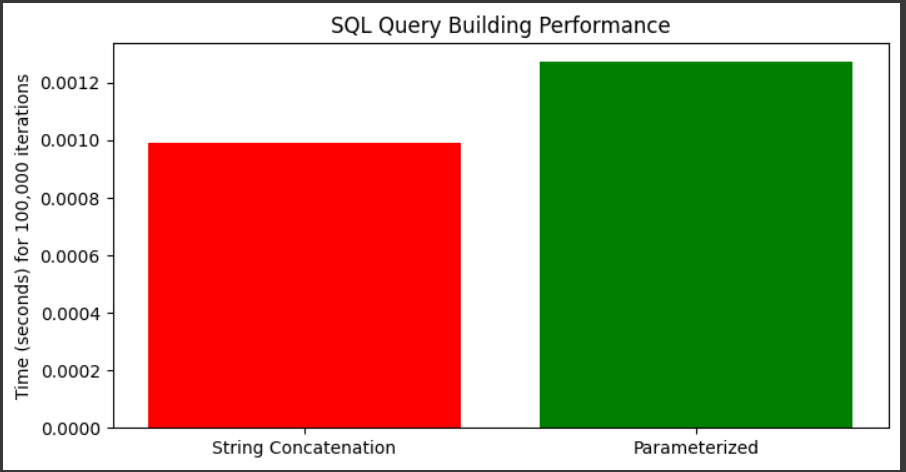 SQL Query Building Performance
Time (seconds) for 100,000 iterations
0.0012
0.0010
0.0008
0.0006
0.0004
0.0002
0.0000
String Concatenation
Parameterized